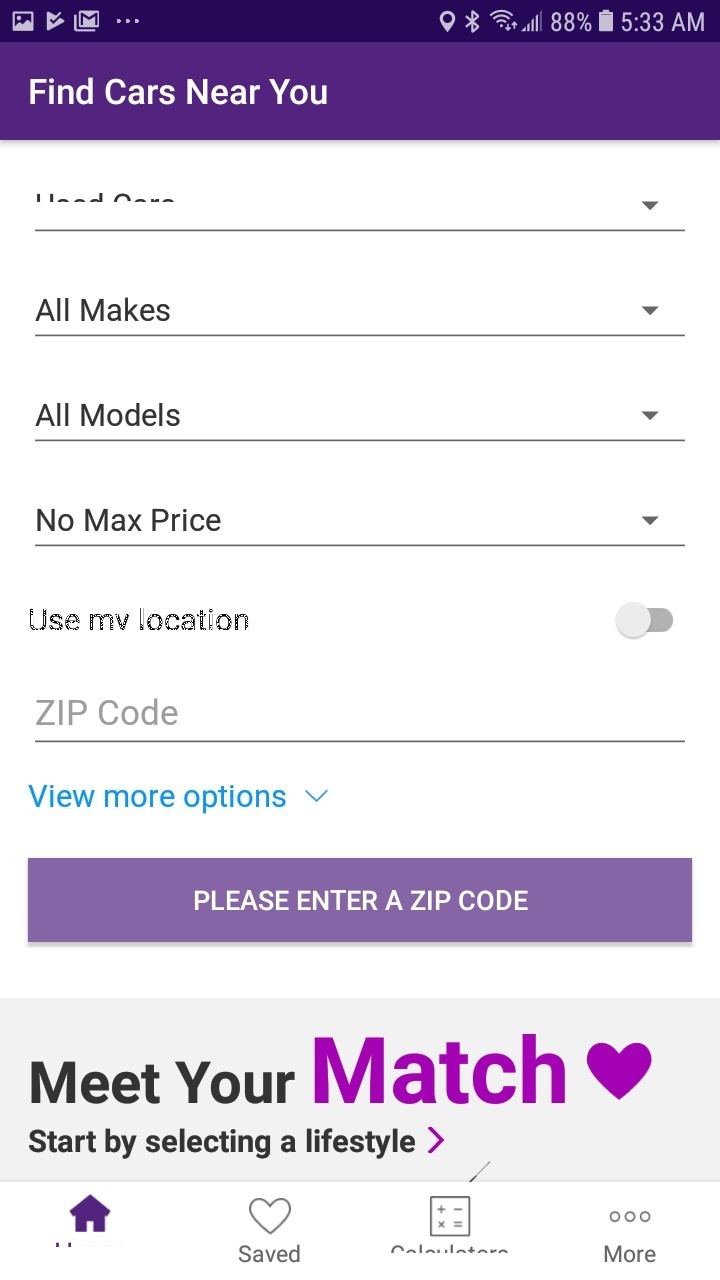 88% 5:33 AM
Find Cars Near You
Used Cars
All Makes
All Models
No Max Price
Use my location
ZIP Code
View more options
PLEASE ENTER A ZIP CODE
Meet Your Match
Start by selecting a lifestyle
Saved
Calculators
More